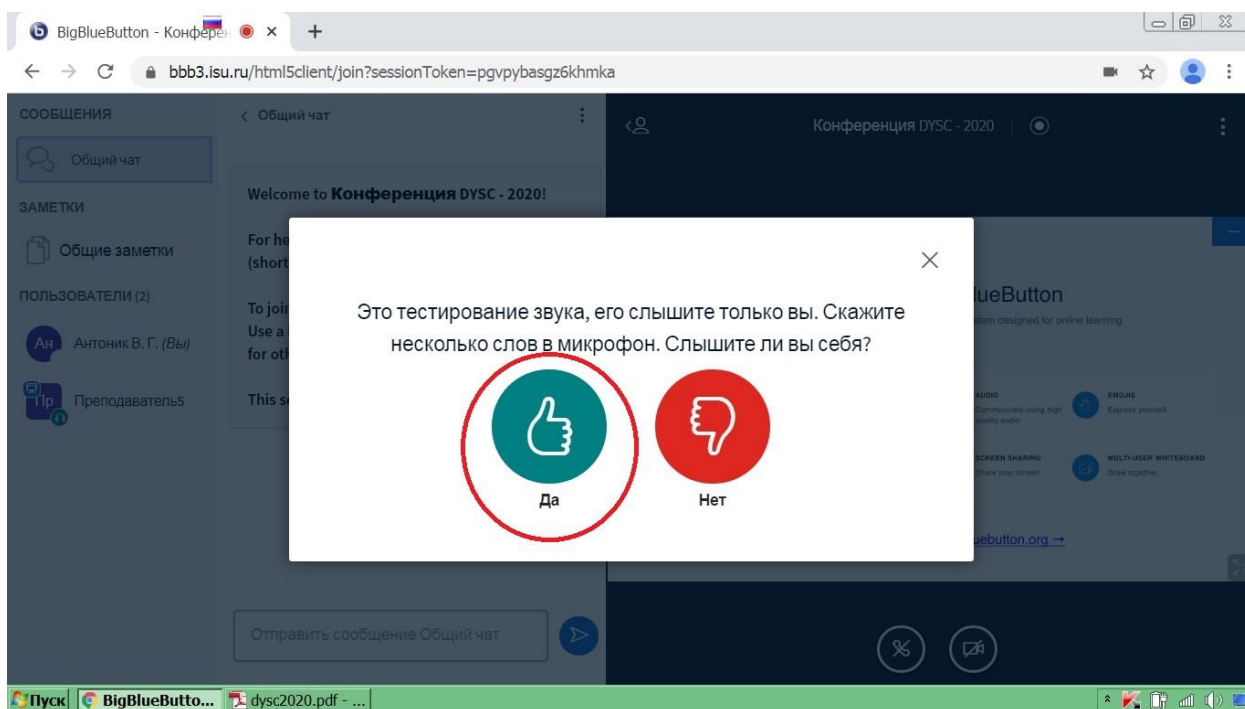 BigBlueButton - Конферен
bbb3.isu.ru/html5client/join?sessionToken=pgvpybasgz6khmka
СООБЩЕНИЯ
Общий чат
ЗАМЕТКИ
Общие заметки
ПОЛЬЗОВАТЕЛИ (2)
Ан Антоник В. Г. (Вы)
Пр Преподаватель5
Общий чат
Welcome to Конференция DYSC - 2020!
For he
(short
To join
Use a
for oth
This se
Отправить сообщение Общий чат
Конференция DYSC - 2020
Это тестирование звука, его слышите только вы. Скажите
несколько слов в микрофон. Слышите ли вы себя?
Да
Нет
lueButton
stem designed for online learning
AUDIO
Communicate using high
quality audio.
EMOJIS
Express yourself.
SCREEN SHARING
Share your screen.
MULTI-USER WHITEBOARD
Draw together.
uebutton.org →
Пуск
BigBlueButto...
dysc2020.pdf - ...